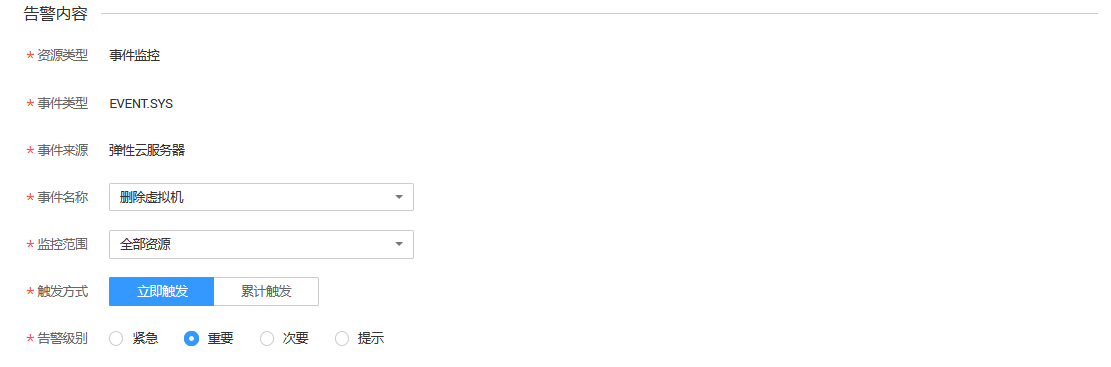 告警内容
* 资源类型 事件监控
* 事件类型 EVENT.SYS
* 事件来源 弹性云服务器
* 事件名称 删除虚拟机
* 监控范围 全部资源
* 触发方式 立即触发 累计触发
* 告警级别 紧急 重要 次要 提示